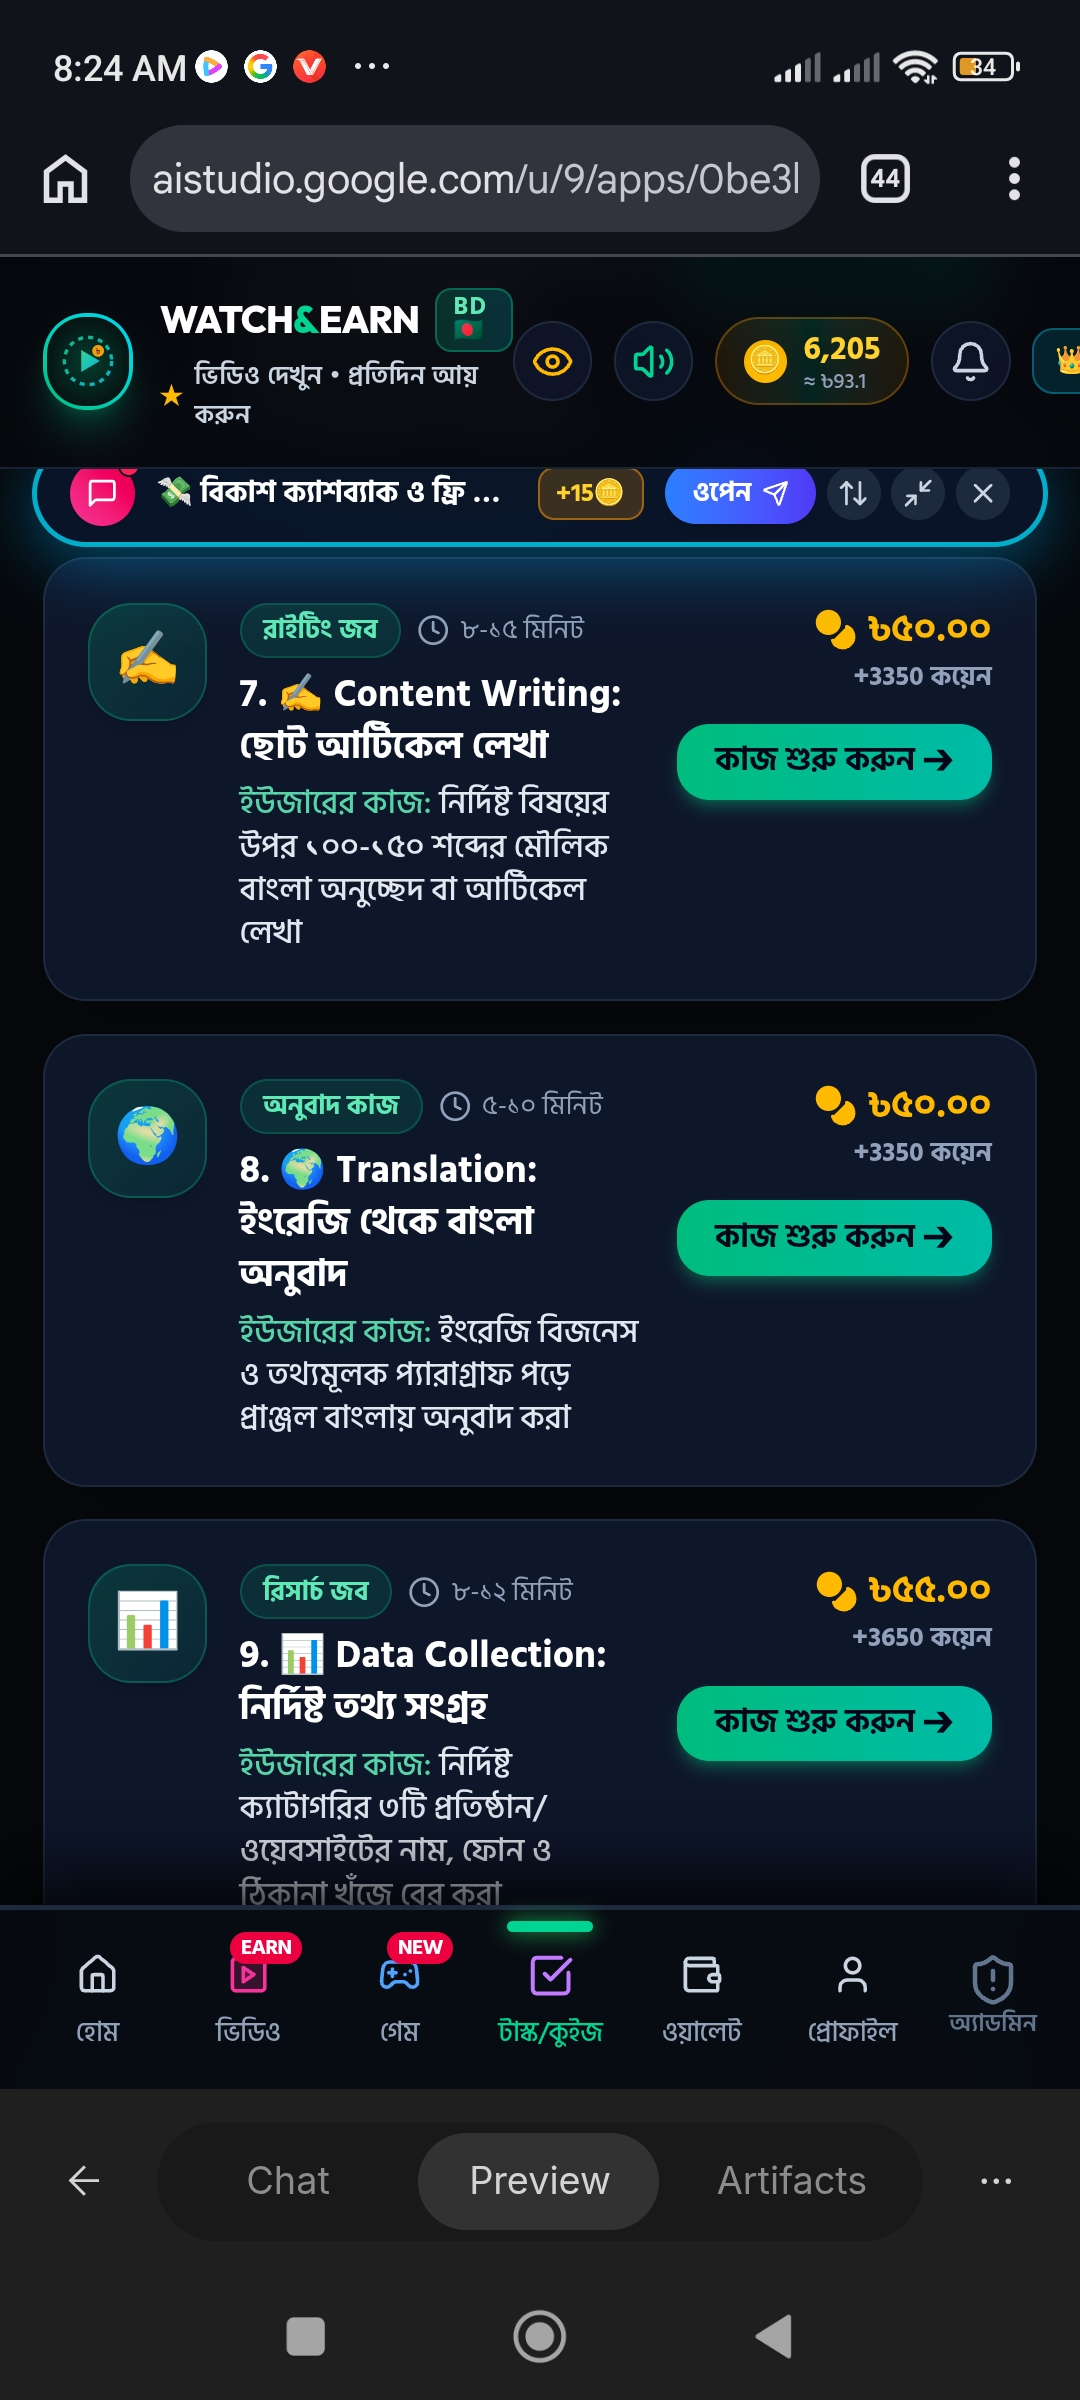 8:24 AM
34
aistudio.google.com/u/9/apps/0be3l
44
WATCH&EARN
BD
ভিডিও দেখুন • প্রতিদিন আয়
করুন
6,205
≈ ৳93.1
💸 বিকাশ ক্যাশব্যাক ও ফ্রি ...
+15
ওপেন
রাইটিং জব
৮-১৫ মিনিট
৳৫০.০০
+3350 কয়েন
7. ✍️ Content Writing:
ছোট আর্টিকেল লেখা
কাজ শুরু করুন →
ইউজারের কাজ: নির্দিষ্ট বিষয়ের
উপর ১০০-১৫০ শব্দের মৌলিক
বাংলা অনুচ্ছেদ বা আর্টিকেল
লেখা
অনুবাদ কাজ
৫-১০ মিনিট
৳৫০.০০
+3350 কয়েন
8. 🌍 Translation:
ইংরেজি থেকে বাংলা
অনুবাদ
কাজ শুরু করুন →
ইউজারের কাজ: ইংরেজি বিজনেস
ও তথ্যমূলক প্যারাগ্রাফ পড়ে
প্রাঞ্জল বাংলায় অনুবাদ করা
রিসার্চ জব
৮-১২ মিনিট
৳৫৫.০০
+3650 কয়েন
9. 📊 Data Collection:
নির্দিষ্ট তথ্য সংগ্রহ
কাজ শুরু করুন →
ইউজারের কাজ: নির্দিষ্ট
ক্যাটাগরির ৩টি প্রতিষ্ঠান/
ওয়েবসাইটের নাম, ফোন ও
ঠিকানা খুঁজে বের করা
EARN
NEW
হোম
ভিডিও
গেম
টাস্ক/কুইজ
ওয়ালেট
প্রোফাইল
অ্যাডমিন
Chat
Preview
Artifacts